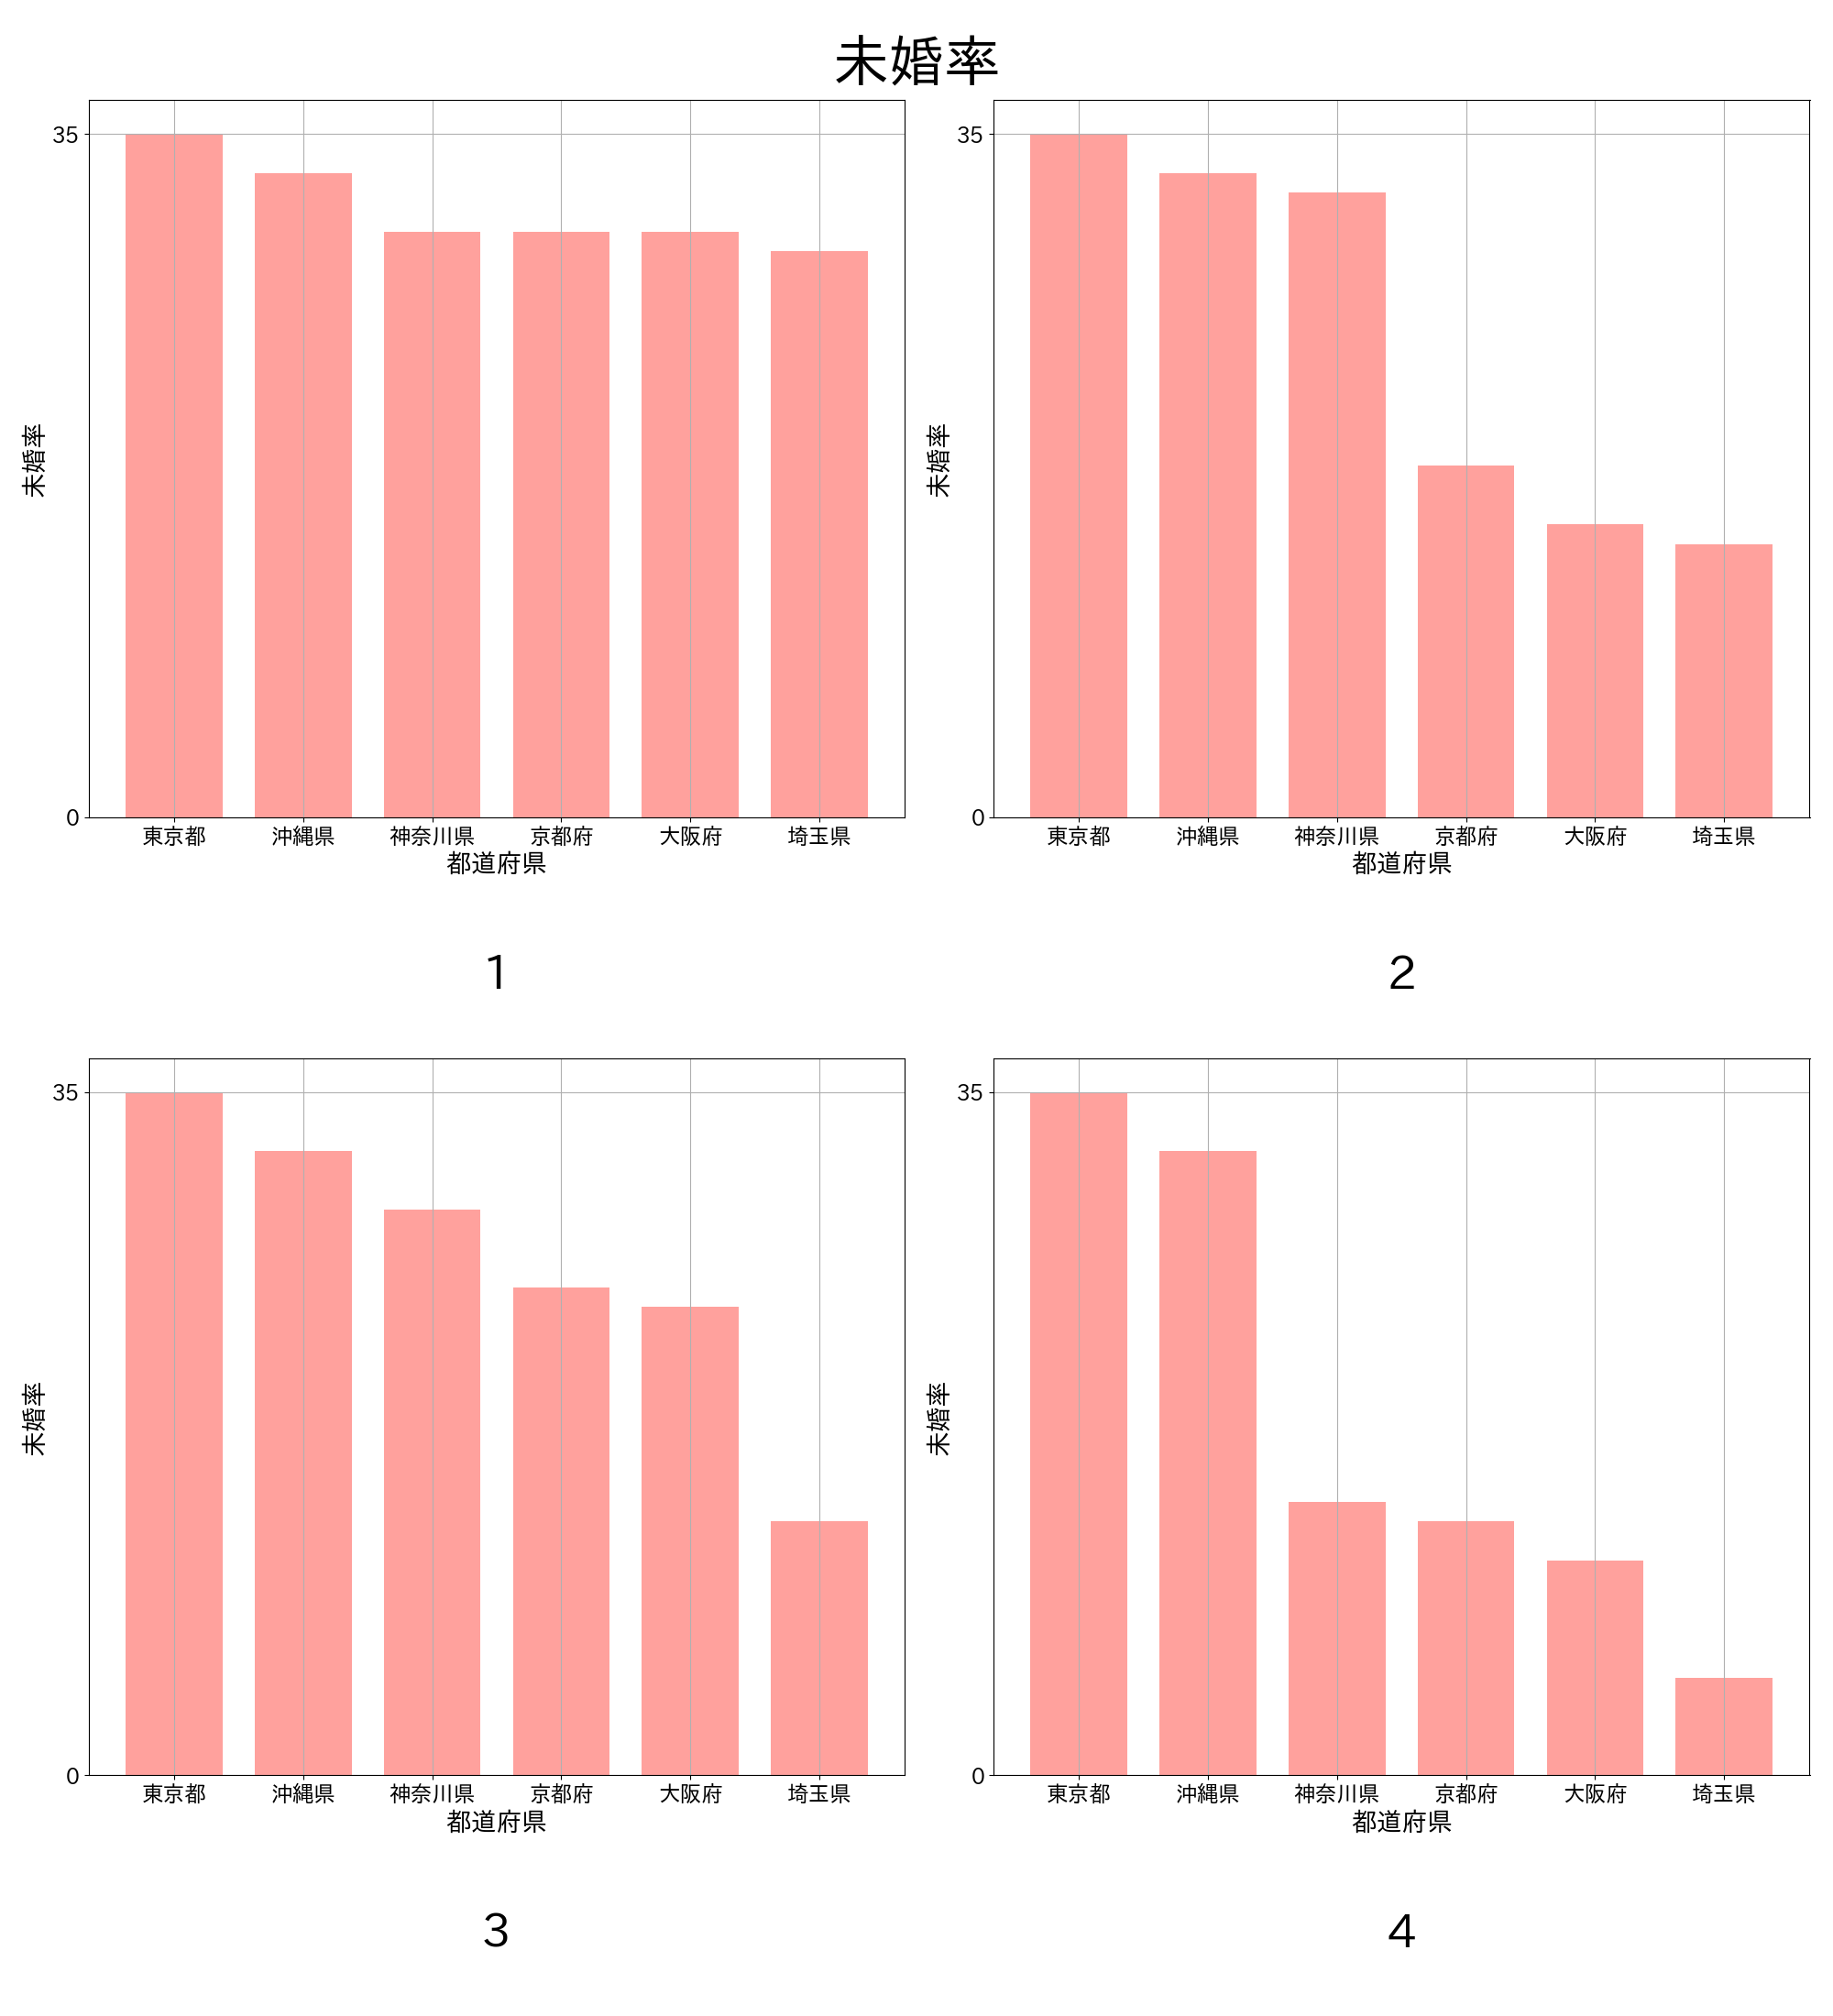 未婚率
35
0
未婚率
東京都 沖縄県 神奈川県 京都府 大阪府 埼玉県
都道府県
1
35
0
未婚率
東京都 沖縄県 神奈川県 京都府 大阪府 埼玉県
都道府県
2
35
0
未婚率
東京都 沖縄県 神奈川県 京都府 大阪府 埼玉県
都道府県
3
35
0
未婚率
東京都 沖縄県 神奈川県 京都府 大阪府 埼玉県
都道府県
4